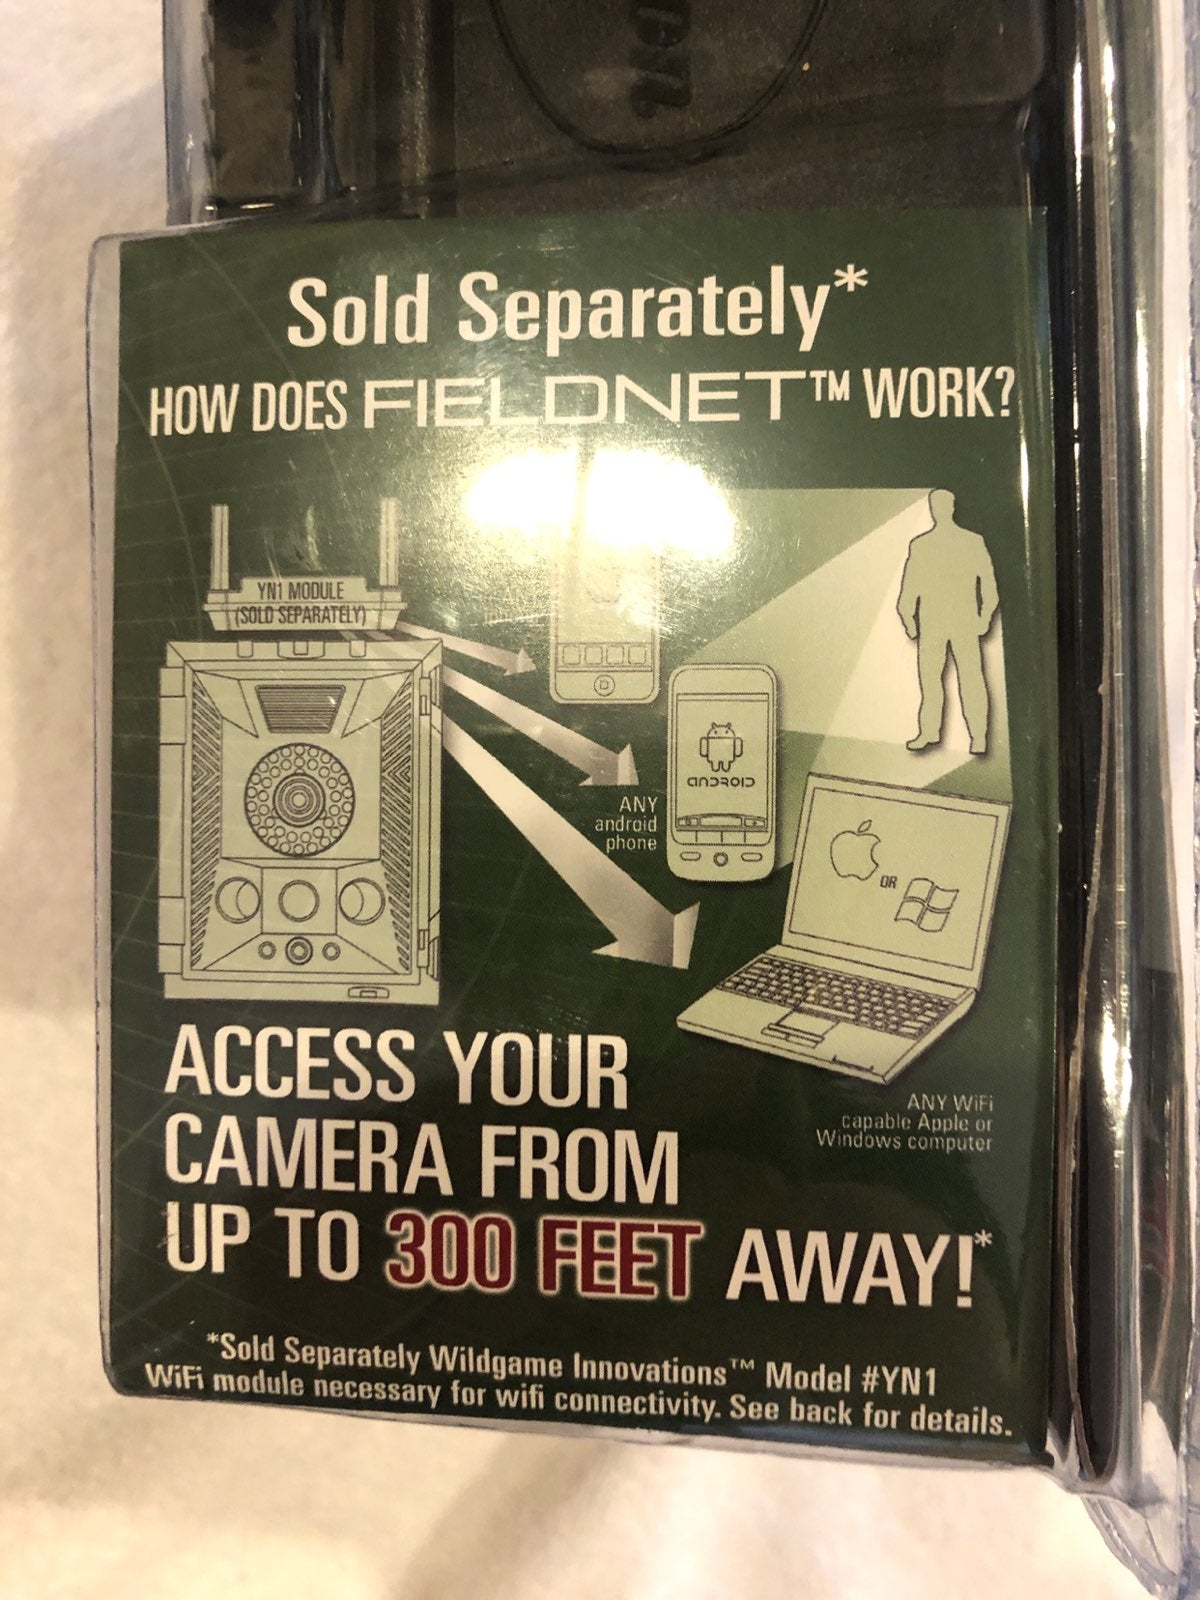 Sold Separately*
HOW DOES FIELDNET™ WORK?
YN1 MODULE
(SOLD SEPARATELY)
ANDROID
ANY
android
phone
OR
ANY WiFi
capable Apple or
Windows computer
ACCESS YOUR
CAMERA FROM
UP TO 300 FEET AWAY!*
*Sold Separately Wildgame Innovations™ Model #YN1
WiFi module necessary for wifi connectivity. See back for details.